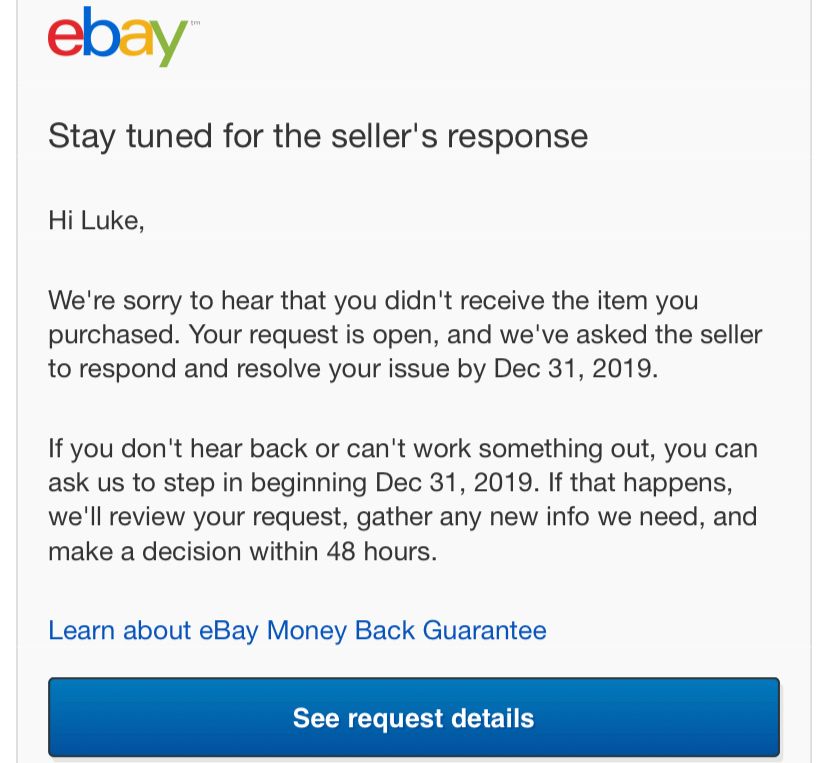 ebay™
Stay tuned for the seller's response
Hi Luke,
We're sorry to hear that you didn't receive the item you
purchased. Your request is open, and we've asked the seller
to respond and resolve your issue by Dec 31, 2019.
If you don't hear back or can't work something out, you can
ask us to step in beginning Dec 31, 2019. If that happens,
we'll review your request, gather any new info we need, and
make a decision within 48 hours.
Learn about eBay Money Back Guarantee
See request details